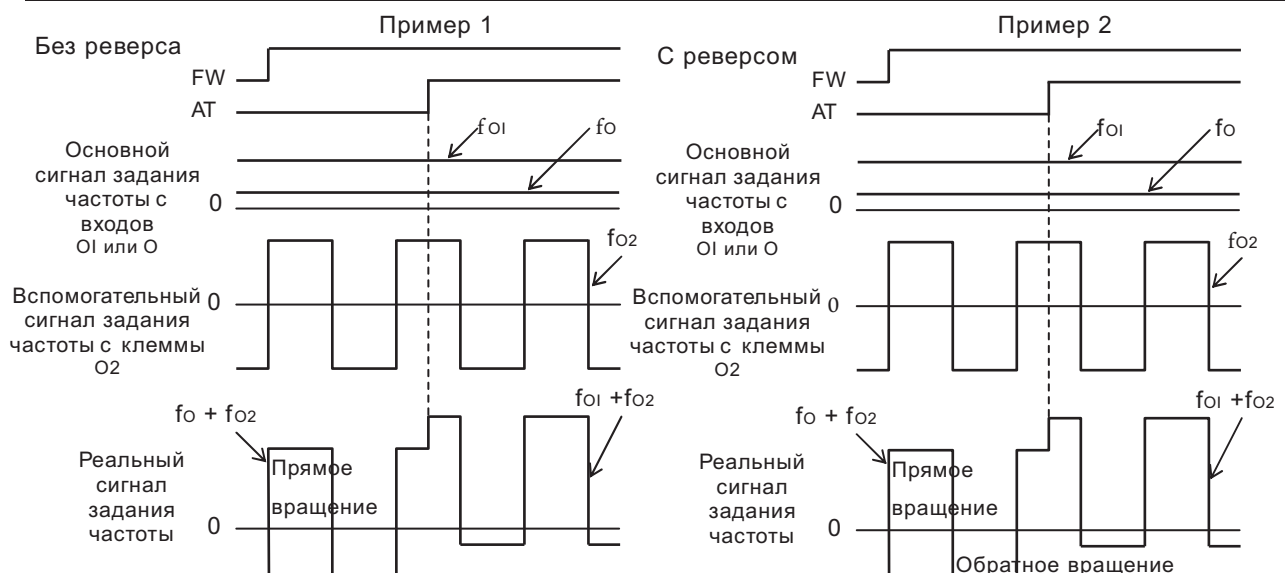 Пример 1
Без реверса
FW
AT
fOI
fO
Основной
сигнал задания
частоты с
входов
OI или O
0
fO2
Вспомогательный
сигнал задания
частоты с клеммы
O2
0
fO + fO2
fOI +fO2
Реальный
сигнал
задания
частоты
0
Прямое
вращение
Пример 2
С реверсом
FW
AT
fOI
fO
Основной
сигнал задания
частоты с
входов
OI или O
0
fO2
Вспомогательный
сигнал задания
частоты с клеммы
O2
0
fO + fO2
fOI +fO2
Реальный
сигнал
задания
частоты
0
Прямое
вращение
Обратное вращение